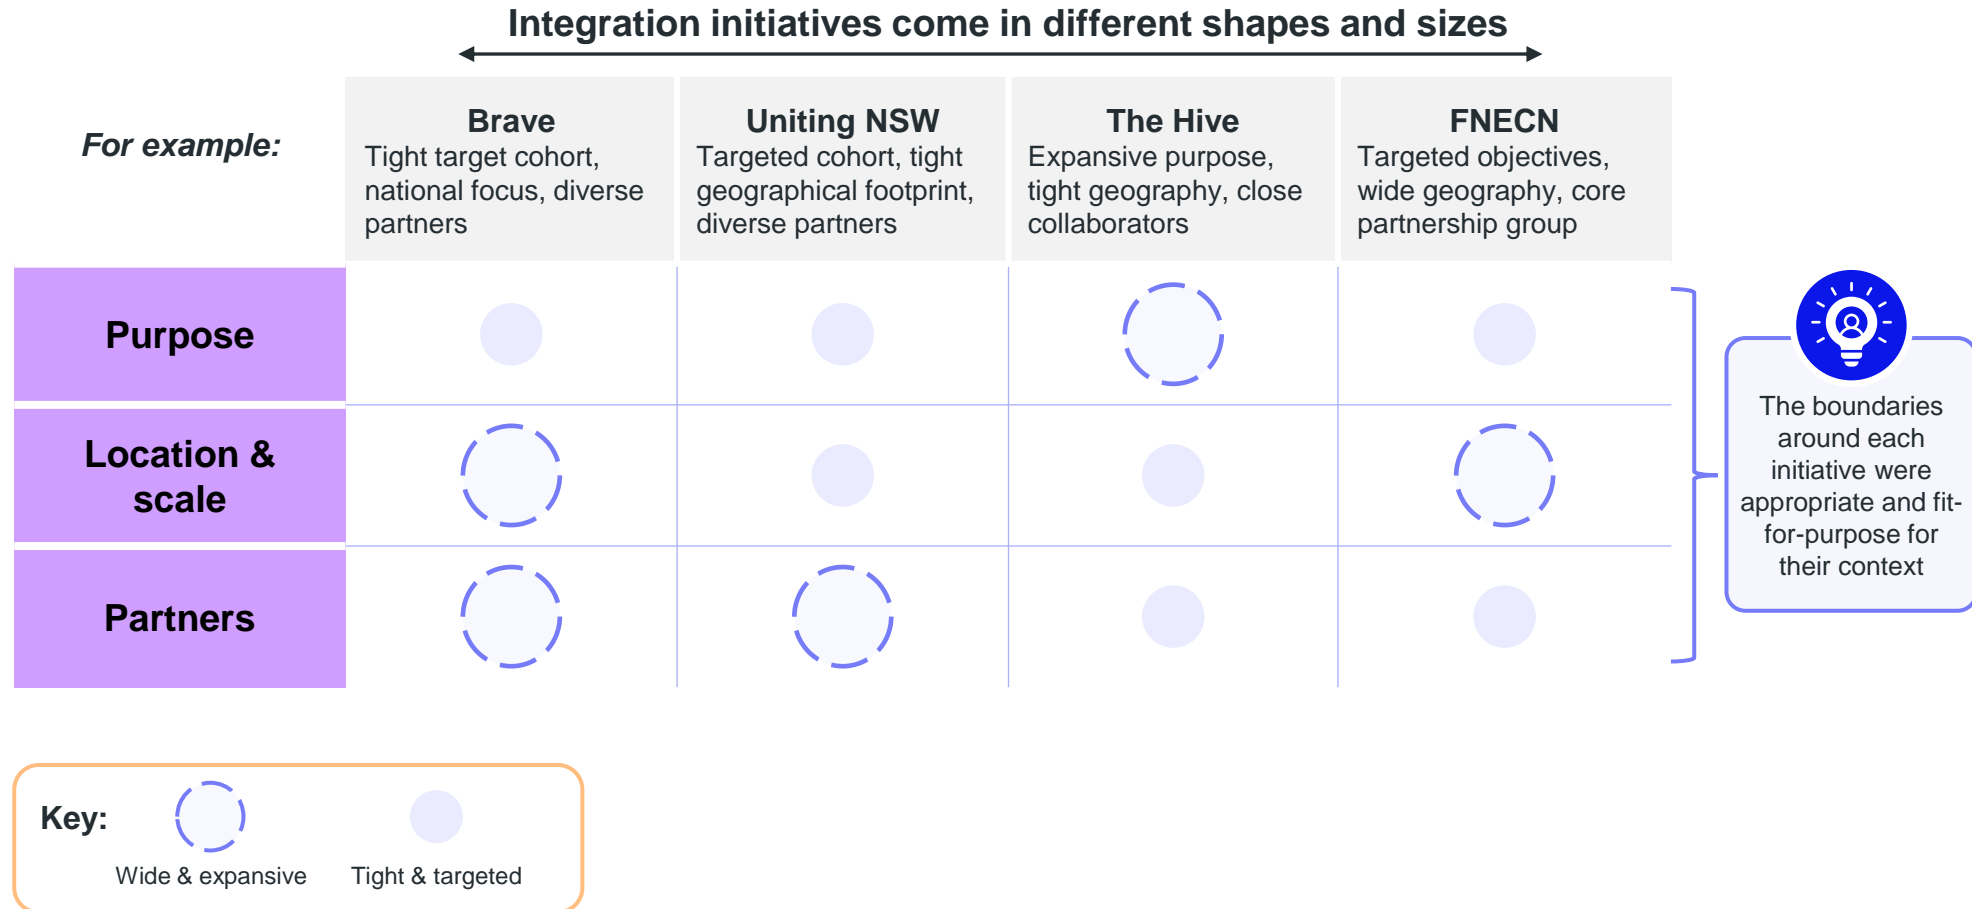 Integration initiatives come in different shapes and sizes
For example:
Brave
Tight target cohort,
national focus, diverse
partners
Uniting NSW
Targeted cohort, tight
geographical footprint,
diverse partners
The Hive
Expansive purpose,
tight geography, close
collaborators
FNECN
Targeted objectives,
wide geography, core
partnership group
Purpose
Location &
scale
Partners
The boundaries
around each
initiative were
appropriate and fit-
for-purpose for
their context
Key:
Wide & expansive
Tight & targeted